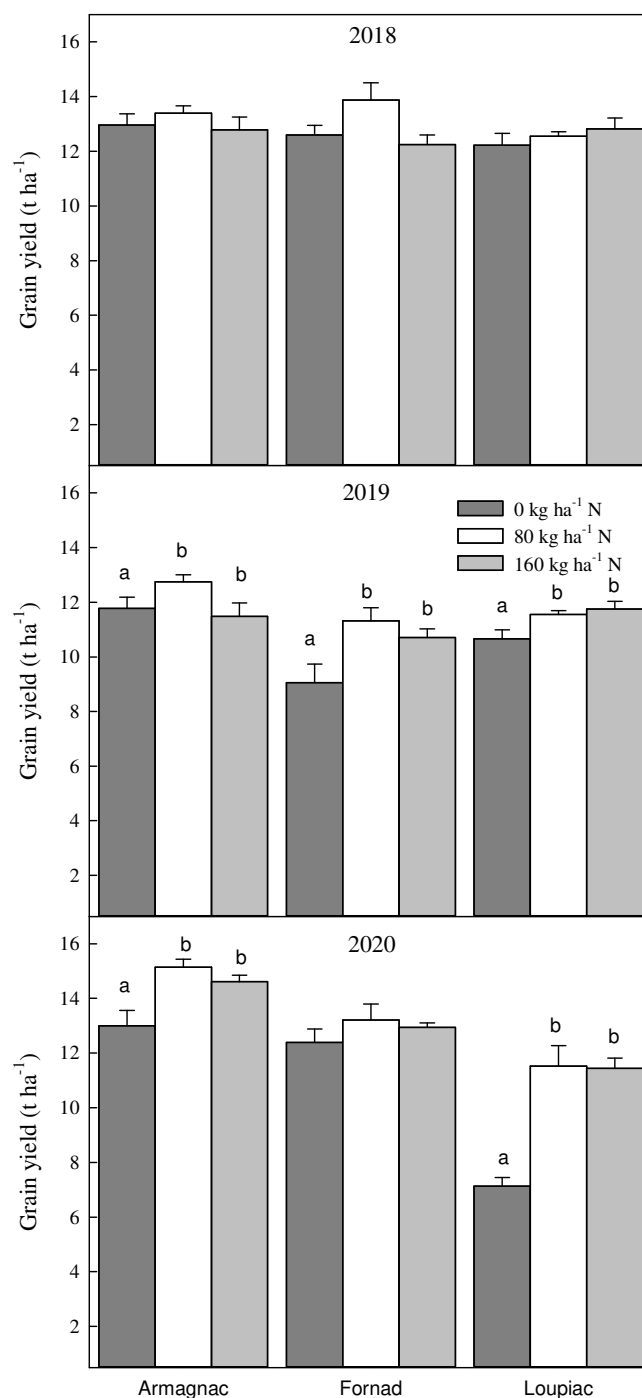 2018
Grain yield (t ha⁻¹)
16
14
12
10
8
6
4
2
2019
0 kg ha⁻¹ N
80 kg ha⁻¹ N
160 kg ha⁻¹ N
Grain yield (t ha⁻¹)
16
14
12
10
8
6
4
2
a b b
a b b
a b b
2020
Grain yield (t ha⁻¹)
16
14
12
10
8
6
4
2
a b b
a b b
Armagnac Fornad Loupiac